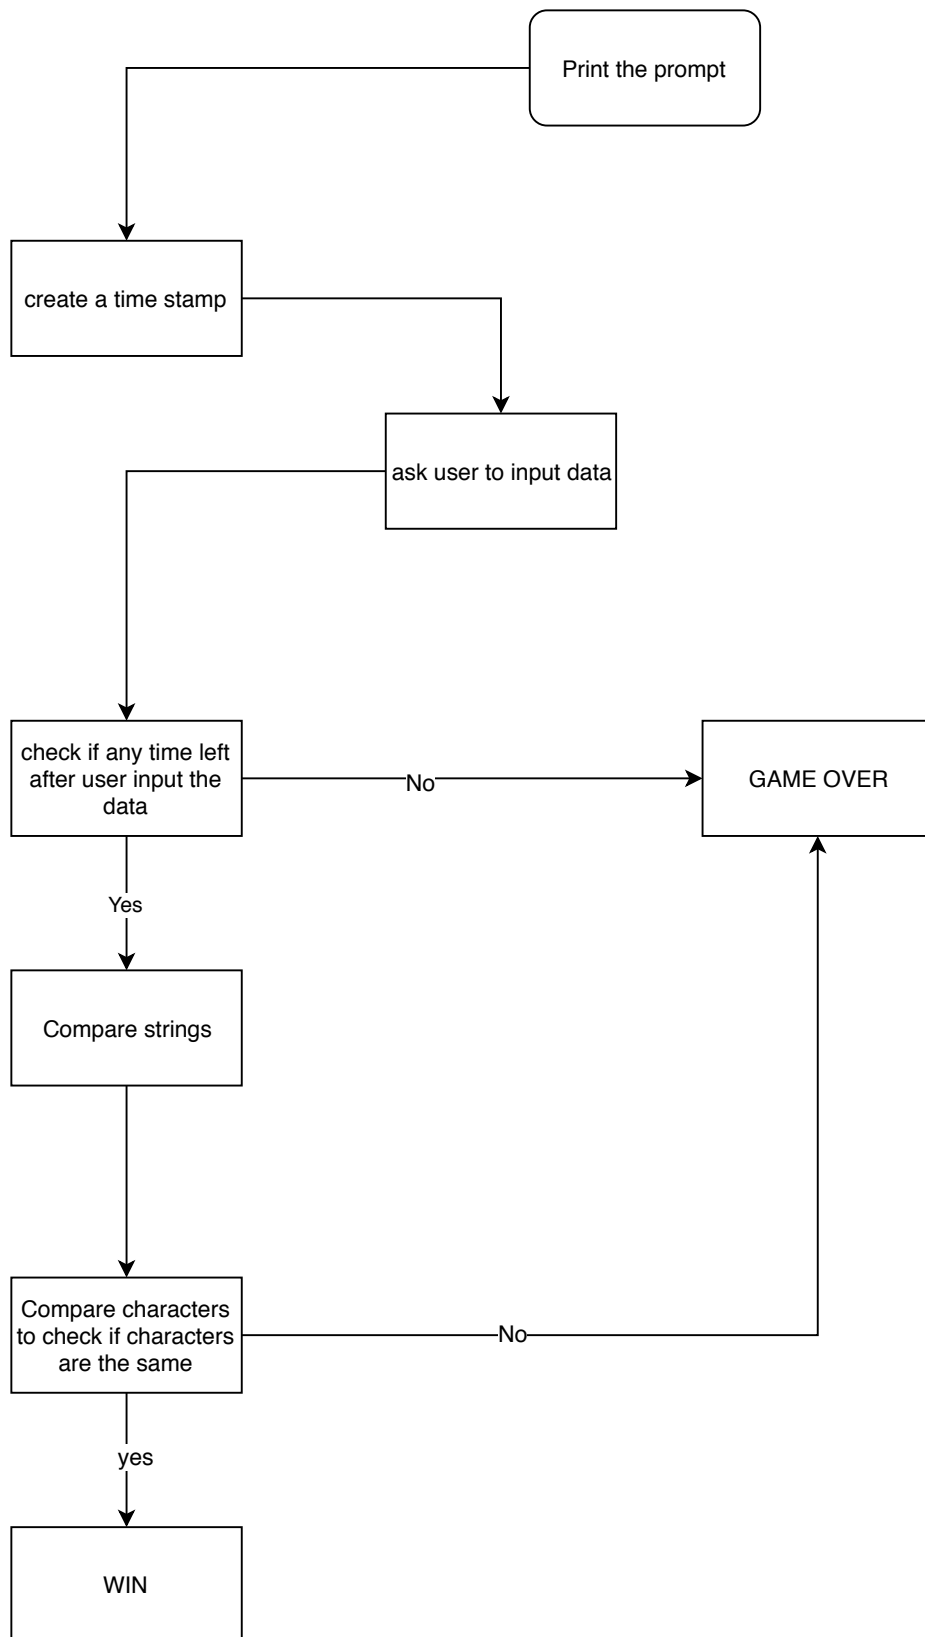 Print the prompt
create a time stamp
ask user to input data
check if any time left
after user input the
data
No
GAME OVER
Yes
Compare strings
Compare characters
to check if characters
are the same
No
yes
WIN